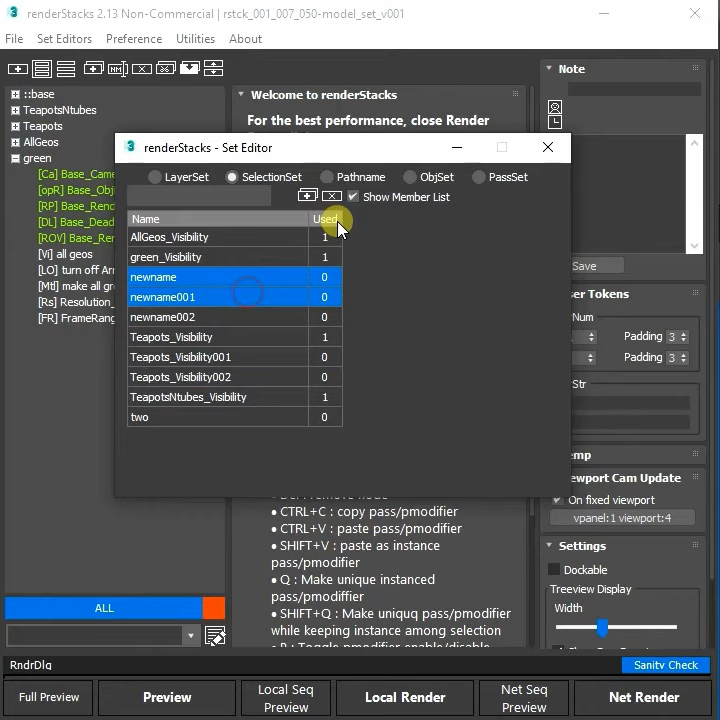 renderStacks 2.13 Non-Commercial | rstck_001_007_050-model_set_v001
File Set Editors Preference Utilities About
::base
TeapotsNtubes
Teapots
AllGeos
green
[Ca] Base_Came
[opR] Base_Obj
[RP] Base_Rend
[DL] Base_Dead
[ROV] Base_Rer
[Vi] all geos
[LO] turn off Arr
[Mtl] make all gr
[Rs] Resolution_
[FR] FrameRang
ALL
Welcome to renderStacks
For the best performance, close Render
renderStacks - Set Editor
LayerSet SelectionSet Pathname ObjSet PassSet
Show Member List
Name Used
AllGeos_Visibility 1
green_Visibility 1
newname 0
newname001 0
newname002 0
Teapots_Visibility 1
Teapots_Visibility001 0
Teapots_Visibility002 0
TeapotsNtubes_Visibility 1
two 0
• CTRL+C : copy pass/pmodifier
• CTRL+V : paste pass/pmodifier
• SHIFT+V : paste as instance
pass/pmodifier
• Q : Make unique instanced
pass/pmodiffier
• SHIFT+Q : Make uniquq pass/pmodifier
while keeping instance among selection
Note
Save
ser Tokens
Num
Padding 3
Padding 3
Str
emp
ewport Cam Update
On fixed viewport
vpanel:1 viewport:4
Settings
Dockable
Treeview Display
Width
RndrDlg
Sanity Check
Full Preview
Preview
Local Seq
Preview
Local Render
Net Seq
Preview
Net Render